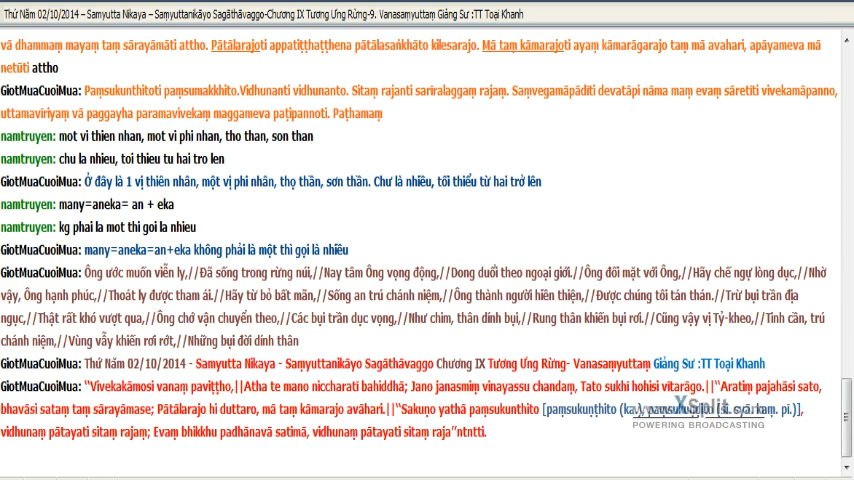 Thứ Năm 02/10/2014 – Saṃyutta Nikaya – Saṃyuttanikāyo Sagāthāvaggo-Chương IX Tương Ưng Rừng-9. Vanasaṃyuttaṃ Giảng Sư :TT Toại Khanh
vā dhammaṃ mayaṃ taṃ sārayāmāti attho. Pātālarajoti appatiṭṭhaṭṭhena pātālasaṅkhāto kilesarajo. Mā taṃ kāmarajoti ayaṃ kāmarāgarajo taṃ mā avahari, apāyameva mā
netūti attho
GiotMuaCuoiMua: Paṃsukunthitoti paṃsumakkhito.Vidhunanti vidhunanto. Sitaṃ rajanti sarīralaggaṃ rajaṃ. Saṃvegamāpādīti devatāpi nāma maṃ evaṃ sāretīti vivekamāpanno,
uttamavīriyaṃ vā paggayha paramavivekaṃ maggameva paṭipannoti. Paṭhamaṃ
namtruyen: mot vi thien nhan, mot vi phi nhan, tho than, son than
namtruyen: chu la nhieu, toi thieu tu hai tro len
GiotMuaCuoiMua: Ở đây là 1 vị thiên nhân, một vị phi nhân, thọ thần, sơn thần. Chư là nhiều, tối thiểu từ hai trở lên
namtruyen: many=aneka= an + eka
namtruyen: kg phai la mot thi goi la nhieu
GiotMuaCuoiMua: many=aneka=an+eka không phải là một thì gọi là nhiều
GiotMuaCuoiMua: Ông ước muốn viễn ly,//Đã sống trong rừng núi,//Nay tâm Ông vọng động,//Dong duổi theo ngoại giới.//Ông đối mặt với Ông,//Hãy chế ngự lòng dục,//Nhờ
vậy, Ông hạnh phúc,//Thoát ly được tham ái.//Hãy từ bỏ bất mãn,//Sống an trú chánh niệm,//Ông thành người hiền thiện,//Được chúng tôi tán thán.//Trừ bụi trần địa
ngục,//Thật rất khó vượt qua,//Ông chớ vận chuyển theo,//Các bụi trần dục vọng,//Như chim, thân dính bụi,//Rung thân khiến bụi rơi.//Cũng vậy vị Tỷ-kheo,//Tinh cần, trú
chánh niệm,//Vùng vẫy khiến rơi rớt,//Những bụi đời dính thân
GiotMuaCuoiMua: Thứ Năm 02/10/2014 - Saṃyutta Nikaya - Saṃyuttanikāyo Sagāthāvaggo Chương IX Tương Ưng Rừng- Vanasaṃyuttaṃ Giảng Sư :TT Toại Khanh
GiotMuaCuoiMua: ‘‘Vivekakāmosi vanaṃ paviṭṭho,||Atha te mano niccharati bahiddhā; Jano janasmiṃ vinayassu chandaṃ, Tato sukhī hohisi vītarāgo.||‘‘Aratiṃ pajahāsi sato,
bhavāsi sataṃ taṃ sārayāmase; Pātālarajo hi duttaro, mā taṃ kāmarajo avāhari.||‘‘Sakuṇo yathā paṃsukunthito [paṃsukuṇṭhito (ka.), (sī. syā. kaṃ. pī.)],
vidhunaṃ pātayati sitaṃ rajaṃ; Evaṃ bhikkhu padhānavā satimā, vidhunaṃ pātayati sitaṃ raja’’ntntti.
XSplit
POWERING BROADCASTING